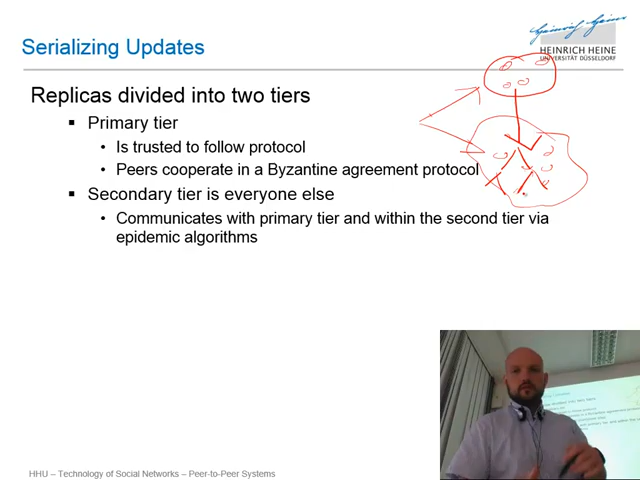 Serializing Updates
Heinrich Heine
HEINRICH HEINE
UNIVERSITÄT DÜSSELDORF
Replicas divided into two tiers
▪ Primary tier
• Is trusted to follow protocol
• Peers cooperate in a Byzantine agreement protocol
▪ Secondary tier is everyone else
• Communicates with primary tier and within the second tier via
epidemic algorithms
HHU – Technology of Social Networks – Peer-to-Peer Systems